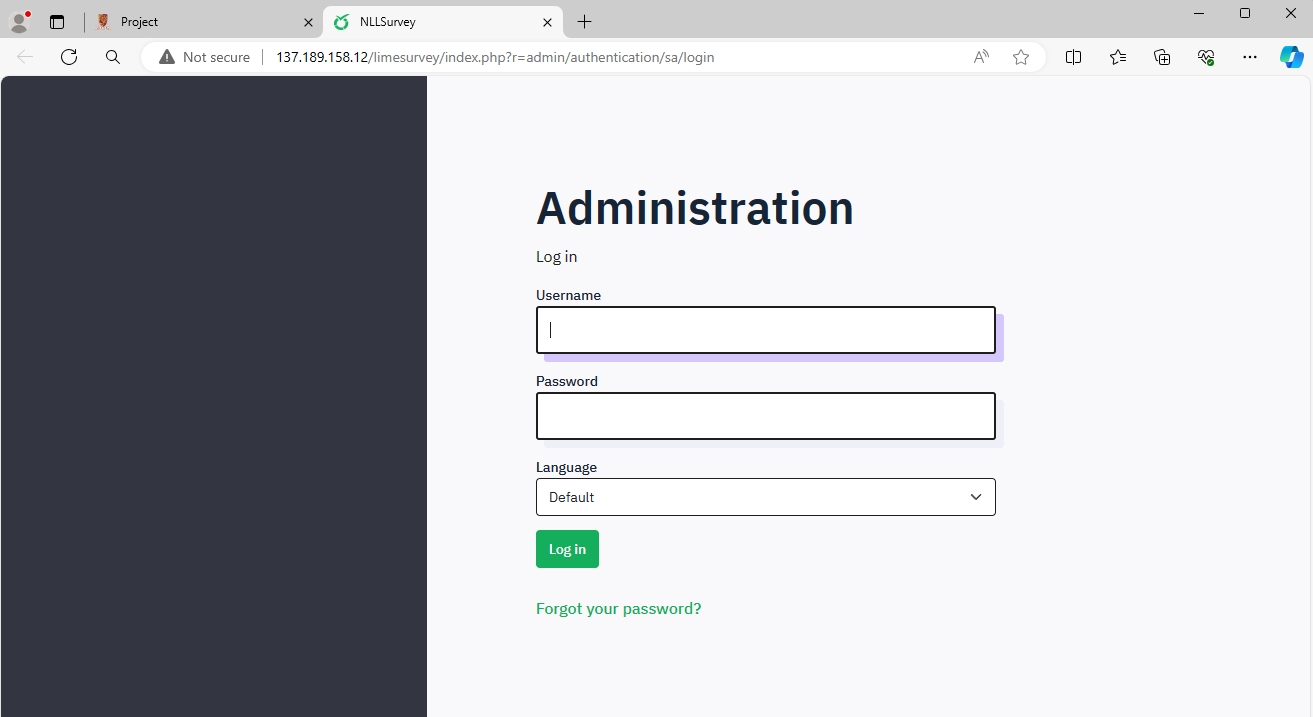 Project
NLLSurvey
Not secure
137.189.158.12/limesurvey/index.php?r=admin/authentication/sa/login
Administration
Log in
Username
Password
Language
Default
Log in
Forgot your password?